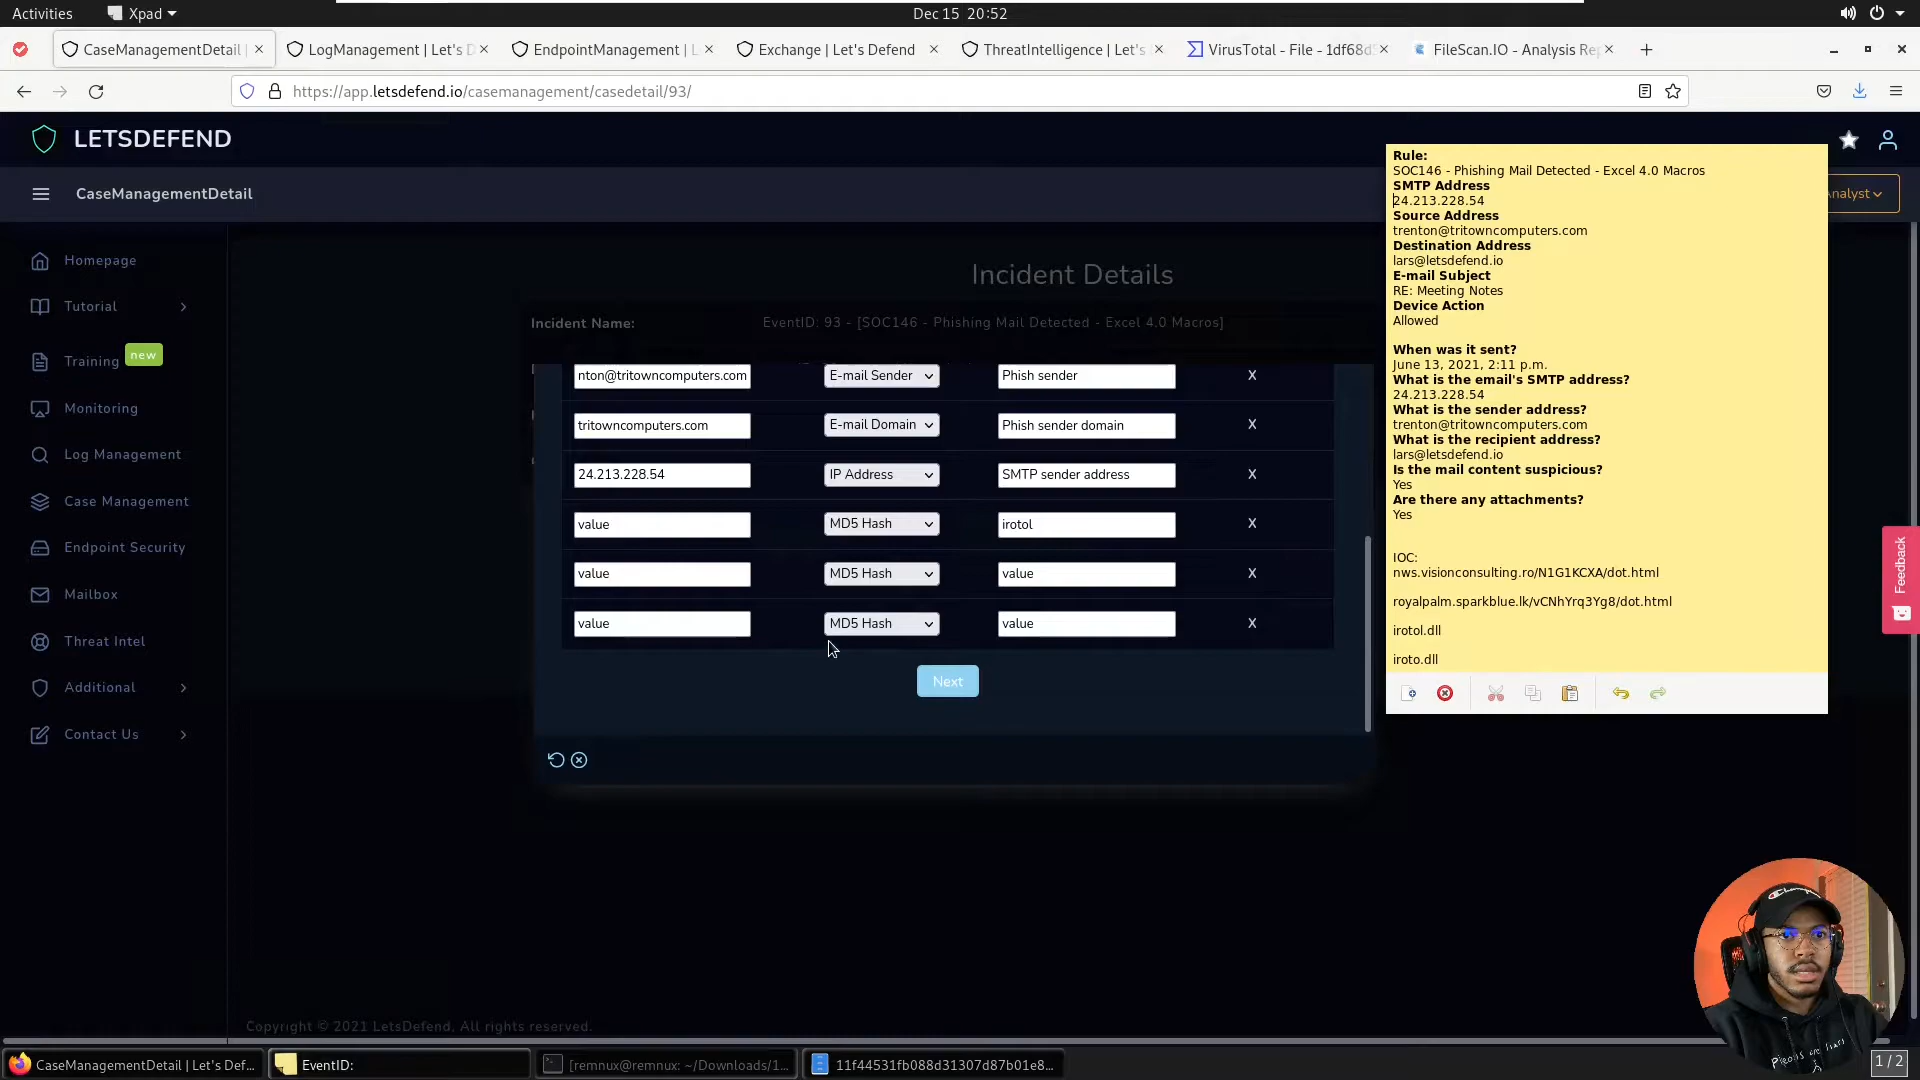 Activities
Xpad
Dec 15 20:52
CaseManagementDetail |
LogManagement | Let's D
EndpointManagement | L
Exchange | Let's Defend
ThreatIntelligence | Let's
VirusTotal - File - 1df68d
FileScan.IO - Analysis Rep
https://app.letsdefend.io/casemanagement/casedetail/93/
LETSDEFEND
CaseManagementDetail
Analyst
Homepage
Tutorial
Training new
Monitoring
Log Management
Case Management
Endpoint Security
Mailbox
Threat Intel
Additional
Contact Us
Incident Details
Incident Name: EventID: 93 - [SOC146 - Phishing Mail Detected - Excel 4.0 Macros]
nton@tritowncomputers.com E-mail Sender Phish sender X
tritowncomputers.com E-mail Domain Phish sender domain X
24.213.228.54 IP Address SMTP sender address X
value MD5 Hash irotol X
value MD5 Hash value X
value MD5 Hash value X
Next
Rule:
SOC146 - Phishing Mail Detected - Excel 4.0 Macros
SMTP Address
24.213.228.54
Source Address
trenton@tritowncomputers.com
Destination Address
lars@letsdefend.io
E-mail Subject
RE: Meeting Notes
Device Action
Allowed
When was it sent?
June 13, 2021, 2:11 p.m.
What is the email's SMTP address?
24.213.228.54
What is the sender address?
trenton@tritowncomputers.com
What is the recipient address?
lars@letsdefend.io
Is the mail content suspicious?
Yes
Are there any attachments?
Yes
IOC:
nws.visionconsulting.ro/N1G1KCXA/dot.html
royalpalm.sparkblue.lk/vCNhYrq3Yg8/dot.html
irotol.dll
iroto.dll
Feedback
Copyright © 2021 LetsDefend, All rights reserved.
CaseManagementDetail | Let's Def...
EventID:
[remnux@remnux: ~/Downloads/1...
11f44531fb088d31307d87b01e8...
1 / 2